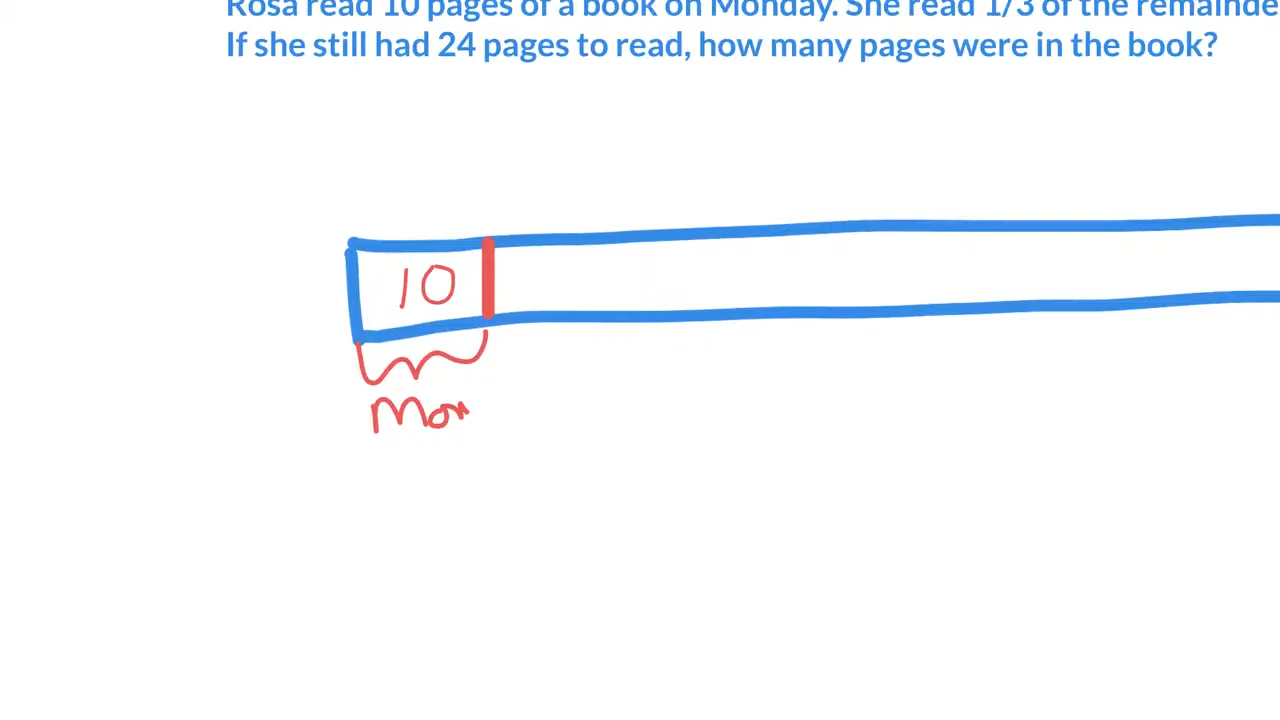 Rosa read 10 pages of a book on Monday. She read 1/3 of the remainde
If she still had 24 pages to read, how many pages were in the book?
10
Mon